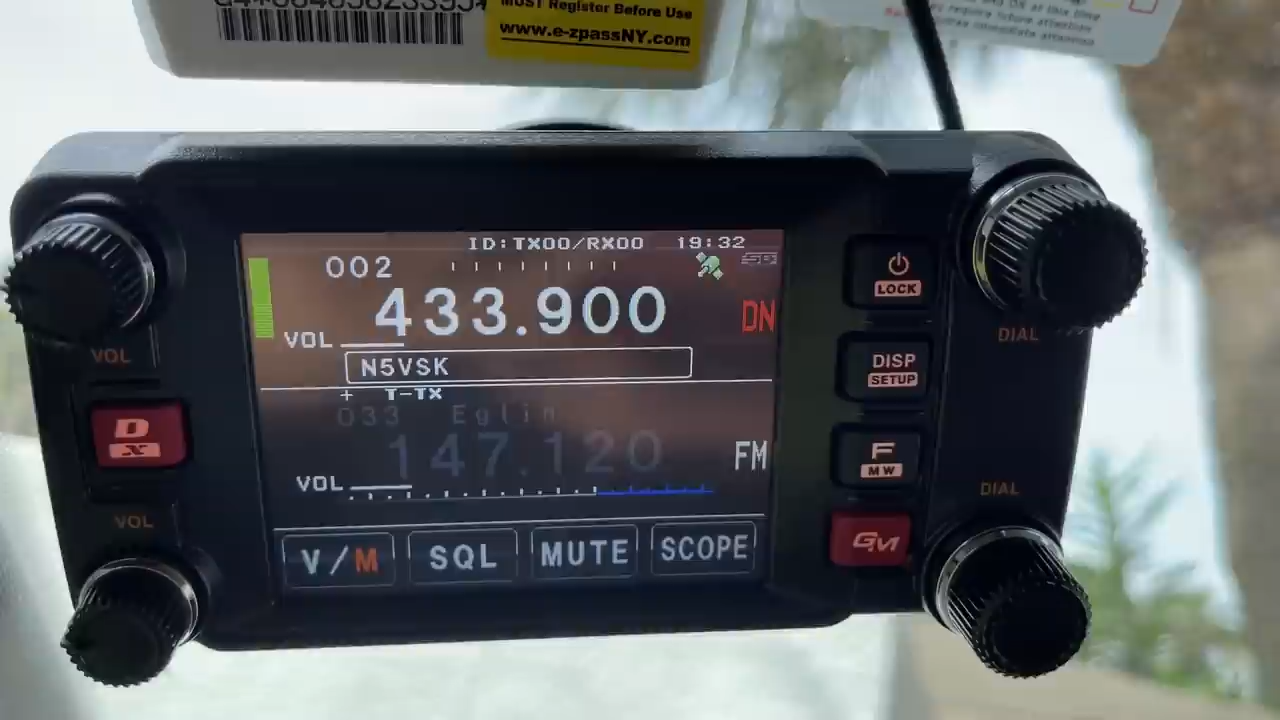 MUST Register Before Use
www.e-zpassNY.com
ID:TX00/RX00 19:32
002
433.900
DN
VOL
N5VSK
+ T-TX
033 Eglin
147.120
FM
VOL
V/M SQL MUTE SCOPE
VOL
D
X
VOL
LOCK
DISP
SETUP
F
MW
GM
DIAL
DIAL